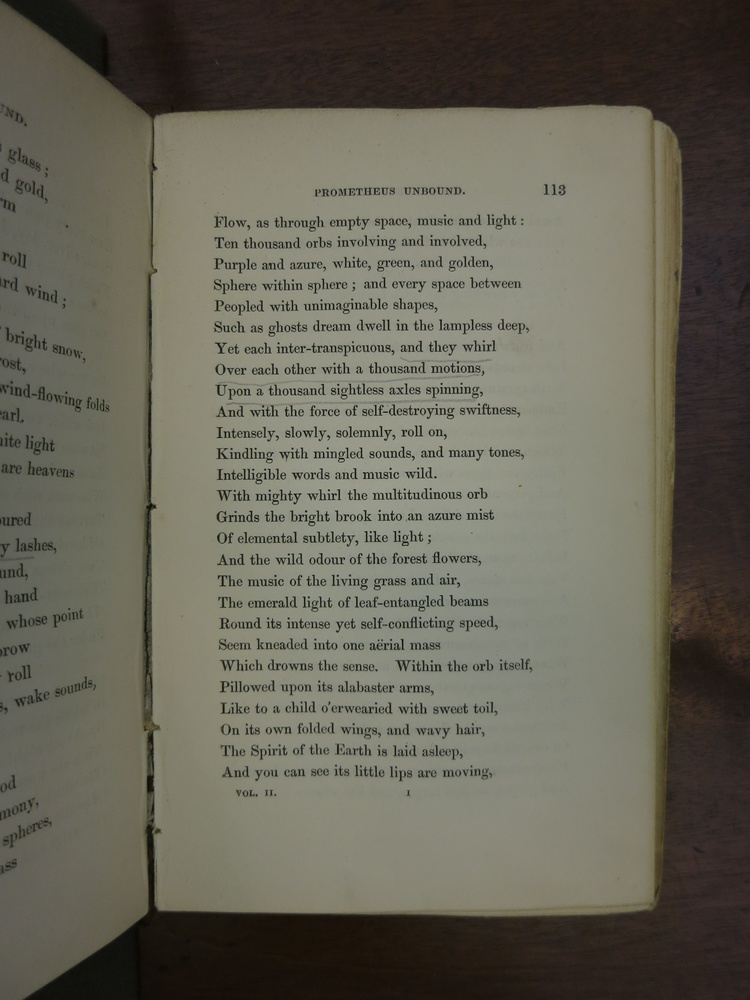 UND.
glass ;
d gold,
rm
roll
ard wind ;
bright snow,
ost,
wind-flowing folds
earl.
ite light
are heavens
oured
y lashes,
und,
hand
whose point
brow
roll
s, wake sounds,
od
mony,
spheres,
ass
PROMETHEUS UNBOUND. 113
Flow, as through empty space, music and light :
Ten thousand orbs involving and involved,
Purple and azure, white, green, and golden,
Sphere within sphere ; and every space between
Peopled with unimaginable shapes,
Such as ghosts dream dwell in the lampless deep,
Yet each inter-transpicuous, and they whirl
Over each other with a thousand motions,
Upon a thousand sightless axles spinning,
And with the force of self-destroying swiftness,
Intensely, slowly, solemnly, roll on,
Kindling with mingled sounds, and many tones,
Intelligible words and music wild.
With mighty whirl the multitudinous orb
Grinds the bright brook into an azure mist
Of elemental subtlety, like light ;
And the wild odour of the forest flowers,
The music of the living grass and air,
The emerald light of leaf-entangled beams
Round its intense yet self-conflicting speed,
Seem kneaded into one aërial mass
Which drowns the sense. Within the orb itself,
Pillowed upon its alabaster arms,
Like to a child o'erwearied with sweet toil,
On its own folded wings, and wavy hair,
The Spirit of the Earth is laid asleep,
And you can see its little lips are moving,
VOL. II. I